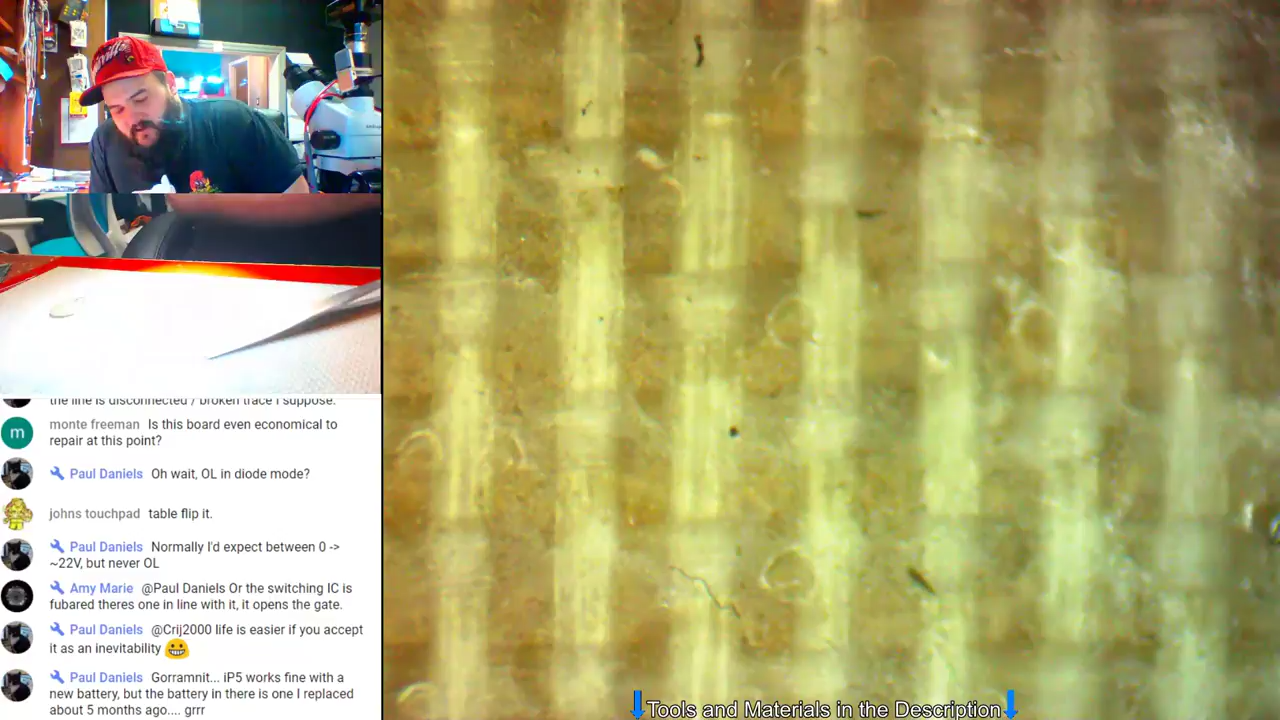 the line is disconnected / broken trace I suppose.
monte freeman Is this board even economical to
repair at this point?
Paul Daniels Oh wait, OL in diode mode?
johns touchpad table flip it.
Paul Daniels Normally I'd expect between 0 ->
~22V, but never OL
Amy Marie @Paul Daniels Or the switching IC is
fubared theres one in line with it, it opens the gate.
Paul Daniels @Crij2000 life is easier if you accept
it as an inevitability
Paul Daniels Gorramnit... iP5 works fine with a
new battery, but the battery in there is one I replaced
about 5 months ago.... grrr
m
Tools and Materials in the Description